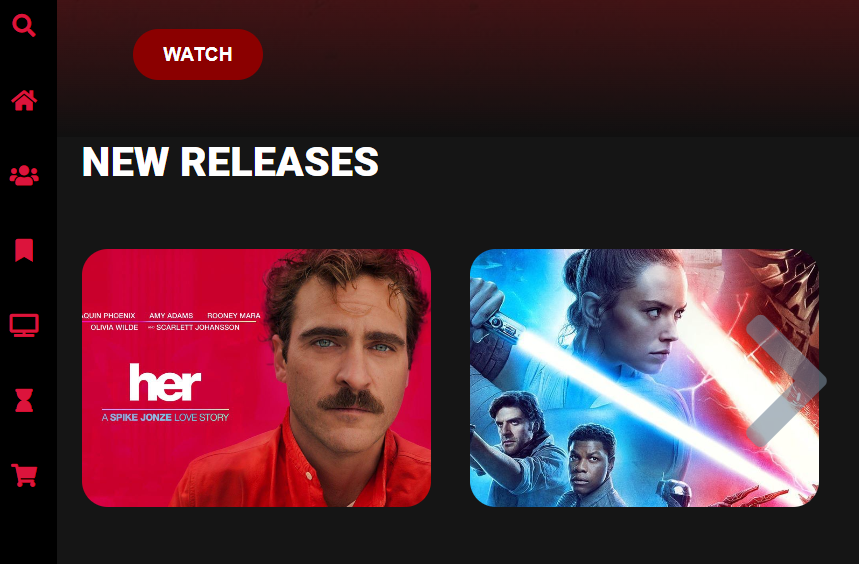 WATCH
NEW RELEASES
AQUIN PHOENIX AMY ADAMS ROONEY MARA
OLIVIA WILDE AND SCARLETT JOHANSSON
her
A SPIKE JONZE LOVE STORY